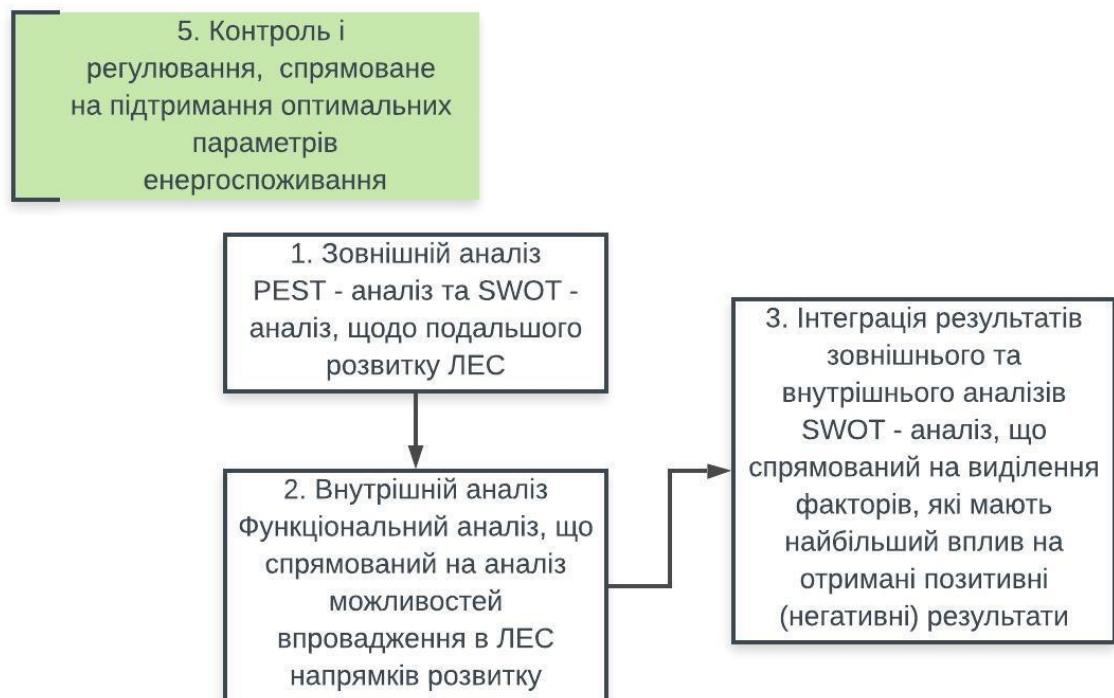 5. Контроль і
регулювання, спрямоване
на підтримання оптимальних
параметрів
енергоспоживання
1. Зовнішній аналіз
PEST - аналіз та SWOT -
аналіз, щодо подальшого
розвитку ЛЕС
2. Внутрішній аналіз
Функціональний аналіз, що
спрямований на аналіз
можливостей
впровадження в ЛЕС
напрямків розвитку
3. Інтеграція результатів
зовнішнього та
внутрішнього аналізів
SWOT - аналіз, що
спрямований на виділення
факторів, які мають
найбільший вплив на
отримані позитивні
(негативні) результати